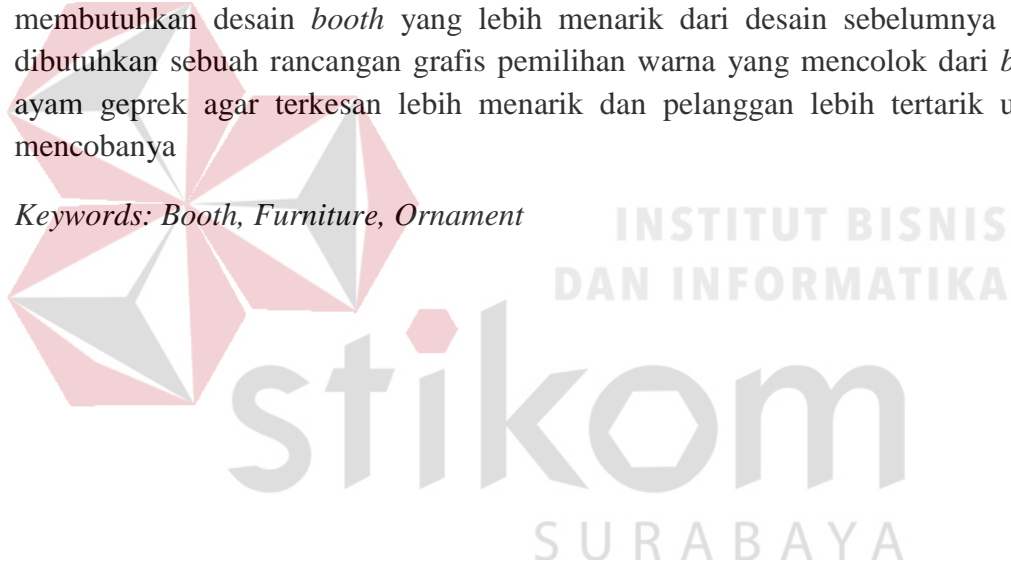 membutuhkan desain booth yang lebih menarik dari desain sebelumnya
dibutuhkan sebuah rancangan grafis pemilihan warna yang mencolok dari
ayam geprek agar terkesan lebih menarik dan pelanggan lebih tertarik
mencobanya
Keywords: Booth, Furniture, Ornament
INSTITUT BISNIS
DAN INFORMATIKA
stikom
SURABAYA